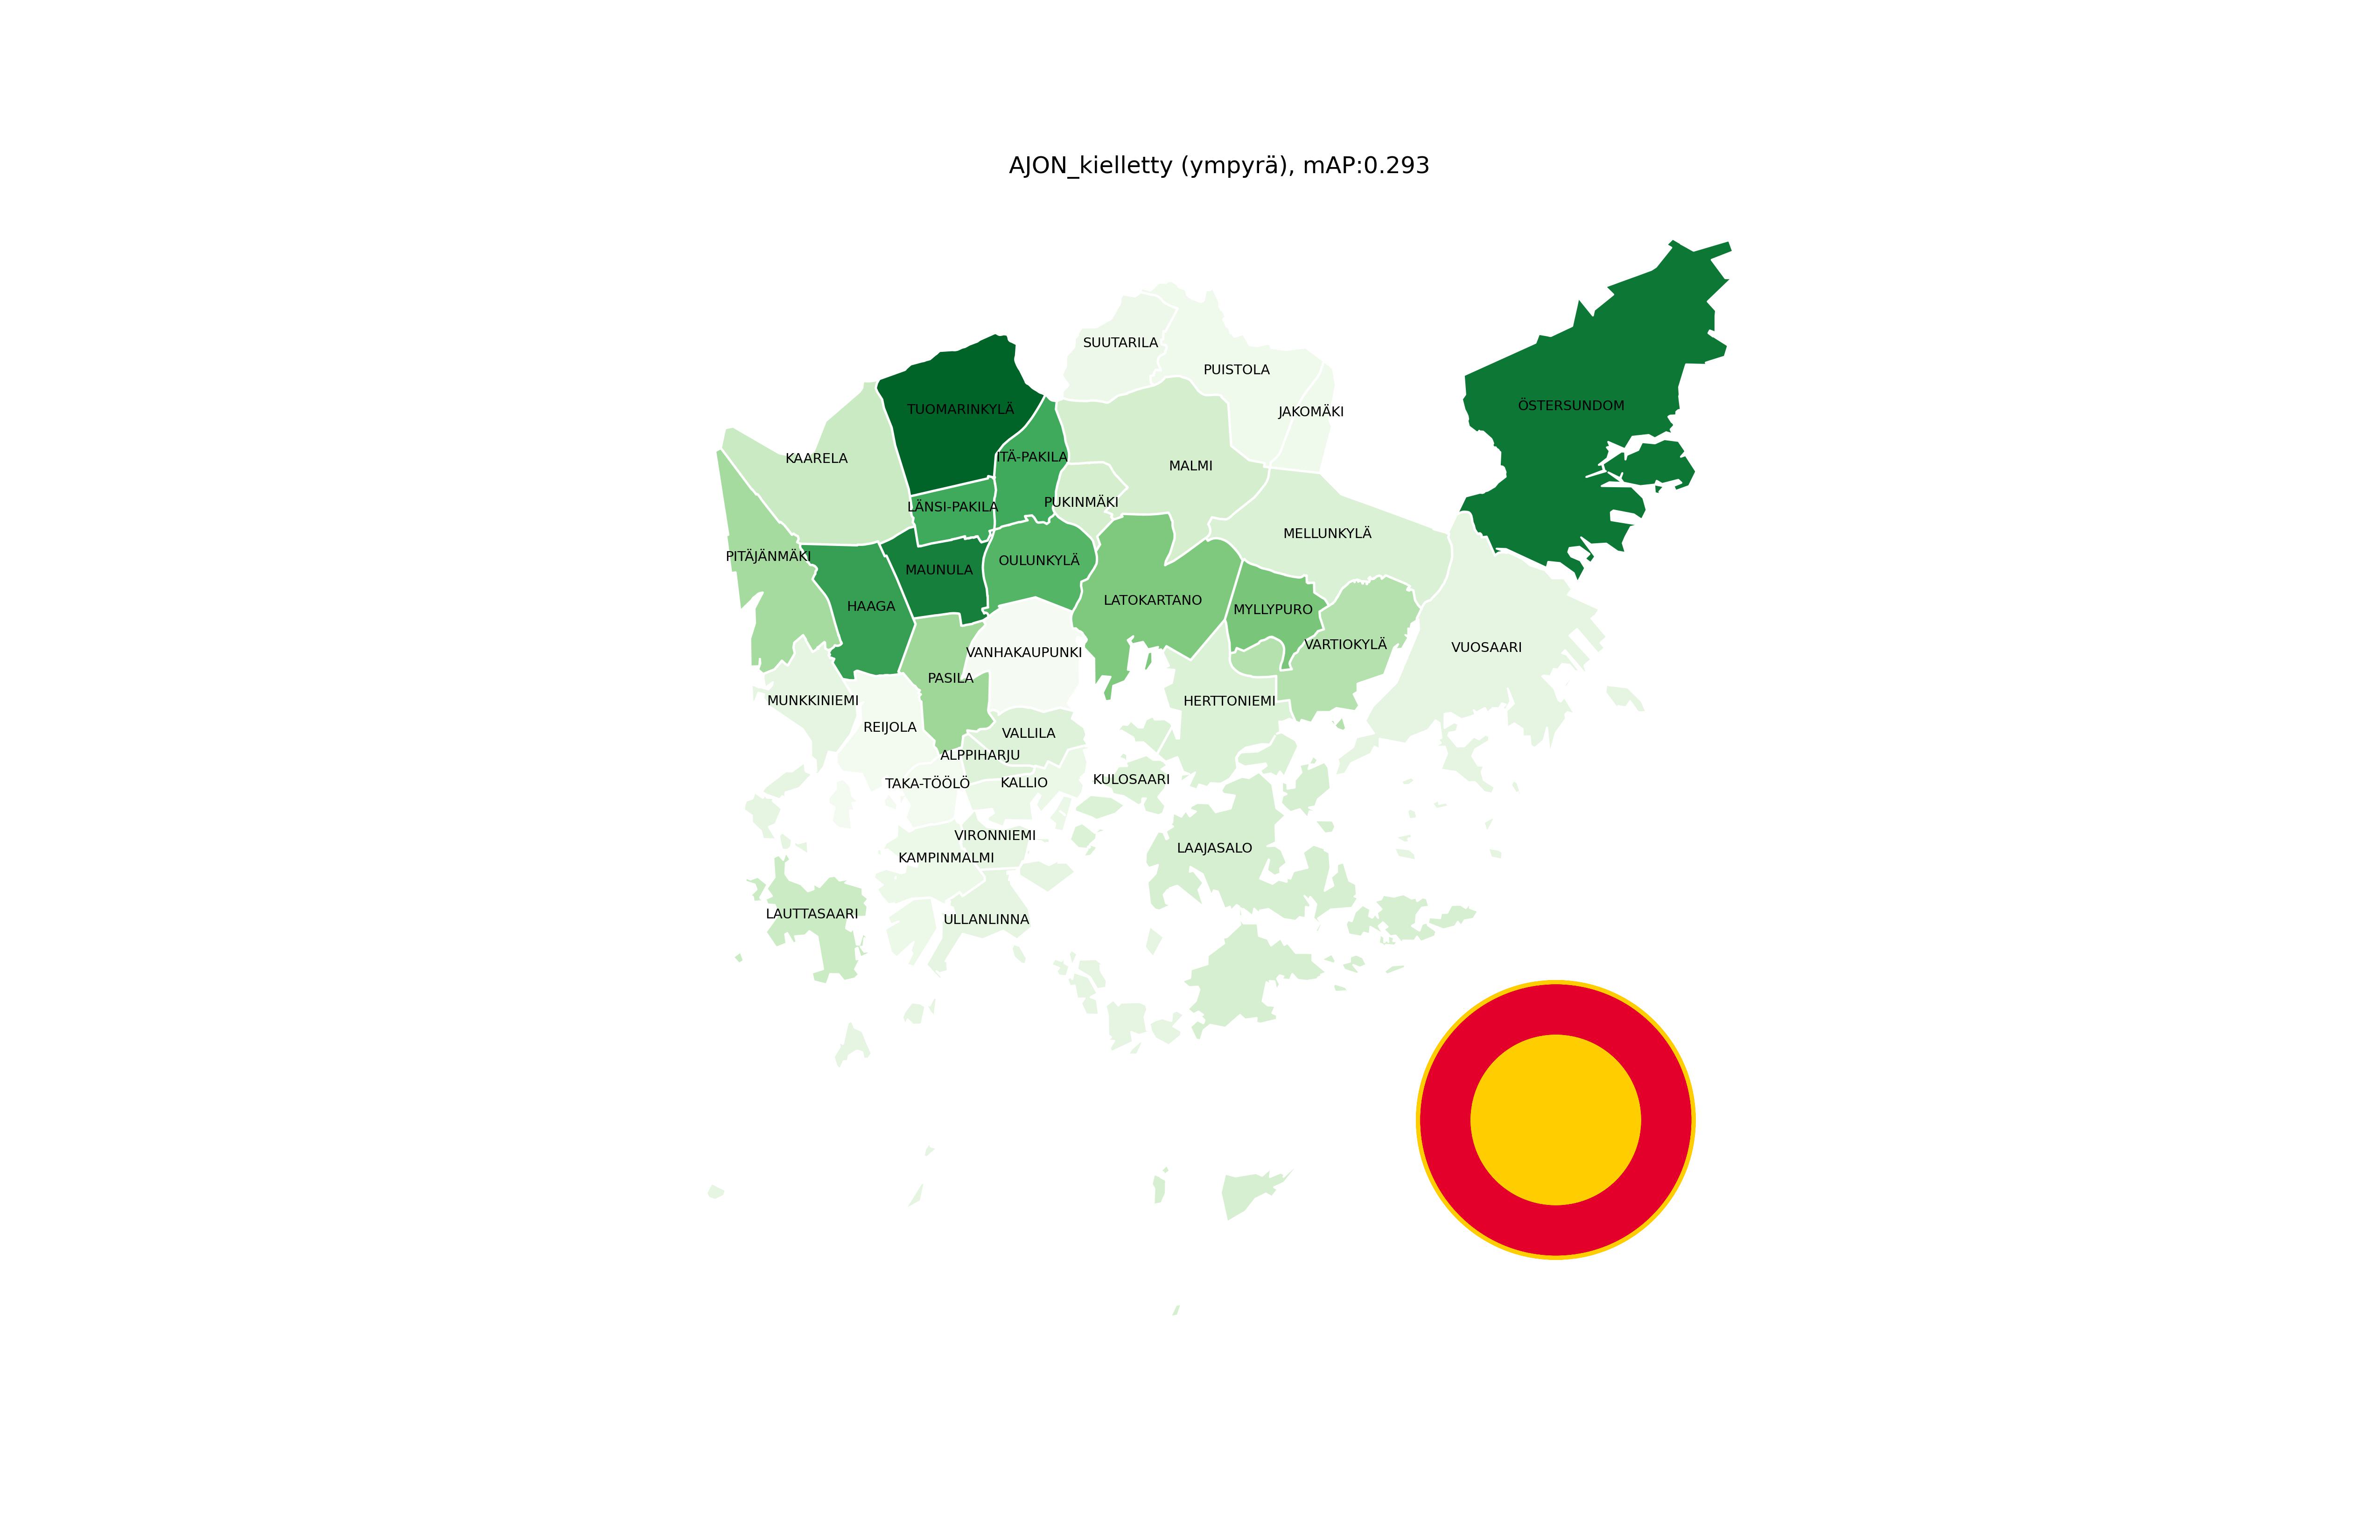 AJON_kielletty (ympyrä), mAP:0.293
SUUTARILA
PUISTOLA
TUOMARINKYLÄ
ÖSTERSUNDOM
JAKOMÄKI
KAARELA
ITÄ-PAKILA
MALMI
LÄNSI-PAKILA
PUKINMÄKI
MELLUNKYLÄ
PITÄJÄNMÄKI
MAUNULA
OULUNKYLÄ
HAAGA
LATOKARTANO
MYLLYPURO
VARTIOKYLÄ
VUOSAARI
VANHAKAUPUNKI
PASILA
MUNKKINIEMI
HERTTONIEMI
REIJOLA
VALLILA
ALPPIHARJU
TAKA-TÖÖLÖ
KALLIO
KULOSAARI
VIRONNIEMI
LAAJASALO
KAMPINMALMI
LAUTTASAARI
ULLANLINNA